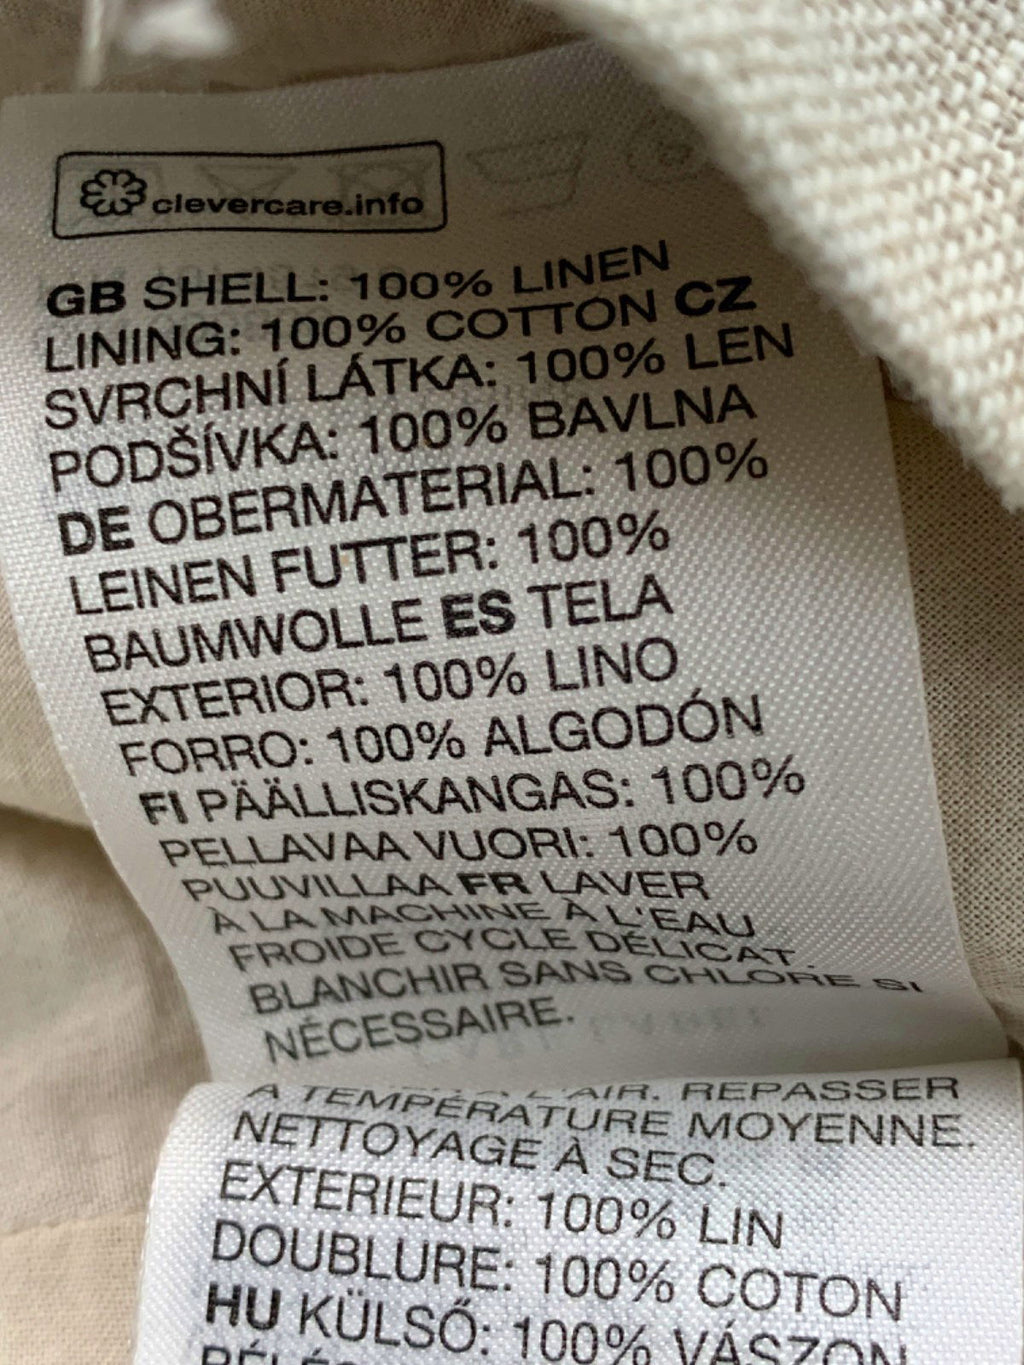 clevercare.info
GB SHELL: 100% LINEN
LINING: 100% COTTON CZ
SVRCHNÍ LÁTKA: 100% LEN
PODŠÍVKA: 100% BAVLNA
DE OBERMATERIAL: 100%
LEINEN FUTTER: 100%
BAUMWOLLE ES TELA
EXTERIOR: 100% LINO
FORRO: 100% ALGODÓN
FI PÄÄLLISKANGAS: 100%
PELLAVAA VUORI: 100%
PUUVILLAA FR LAVER
À LA MACHINE À L'EAU
FROIDE CYCLE DÉLICAT.
BLANCHIR SANS CHLORE SI
NÉCESSAIRE.
L'AIR. REPASSER
À TEMPÉRATURE MOYENNE.
NETTOYAGE À SEC.
EXTERIEUR: 100% LIN
DOUBLURE: 100% COTON
HU KÜLSŐ: 100% VÁSZON